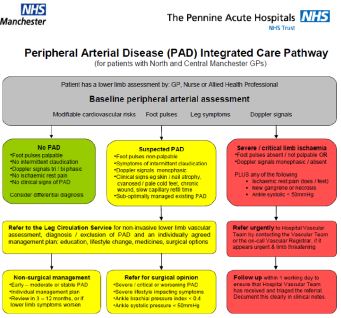 NHS
Manchester
The Pennine Acute Hospitals NHS
NHS Trust
Peripheral Arterial Disease (PAD) Integrated Care Pathway
(for patients with North and Central Manchester GPs)
Patient has a lower limb assessment by: GP, Nurse or Allied Health Professional
Baseline peripheral arterial assessment
Modifiable cardiovascular risks Foot pulses Leg symptoms Doppler signals
No PAD
•Foot pulses palpable
•No intermittent claudication
•Doppler signals tri / biphasic
•No ischaemic rest pain
•No clinical signs of PAD
Consider differential diagnosis
Suspected PAD
•Foot pulses non-palpable
•Symptoms of intermittent claudication
•Doppler signals monophasic
•Clinical signs eg skin / nail atrophy,
cramped / pale cold feet, chronic
wound, slow capillary refill time
•Sub-optimally managed existing PAD
Severe / critical limb ischaemia
•Foot pulses absent / not palpable OR
•Doppler signals monophasic / absent
PLUS any of the following
• Ischaemic rest pain (toes / feet)
• New gangrene or necrosis
• Ankle systolic < 50mmHg
Refer to the Leg Circulation Service for non-invasive lower limb vascular
assessment, diagnosis / exclusion of PAD and an individually agreed
management plan; education, lifestyle change, medicines, surgical options
Refer urgently to Hospital Vascular
Team by contacting the Vascular Team
or the on-call Vascular Registrar, if it
appears urgent & limb threatening
Non-surgical management
•Early – moderate or stable PAD
•Individual management plan
•Review in 3 – 12 months, or if
lower limb symptoms worsen
Refer for surgical opinion
•Severe / critical or worsening PAD
•Severe lifestyle impacting symptoms
•Ankle brachial pressure index < 0.4
•Ankle systolic pressure < 50mmHg
Follow up within 1 working day to
ensure that Hospital Vascular Team
has received and triaged the referral.
Document this clearly in clinical notes.